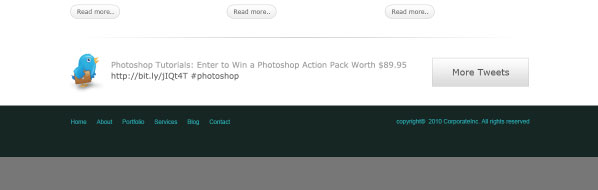 Read more..
Read more..
Read more..
Photoshop Tutorials: Enter to Win a Photoshop Action Pack Worth $89.95
http://bit.ly/jIQt4T #photoshop
More Tweets
Home About Portfolio Services Blog Contact
copyright© 2010 CorporateInc. All rights reserved